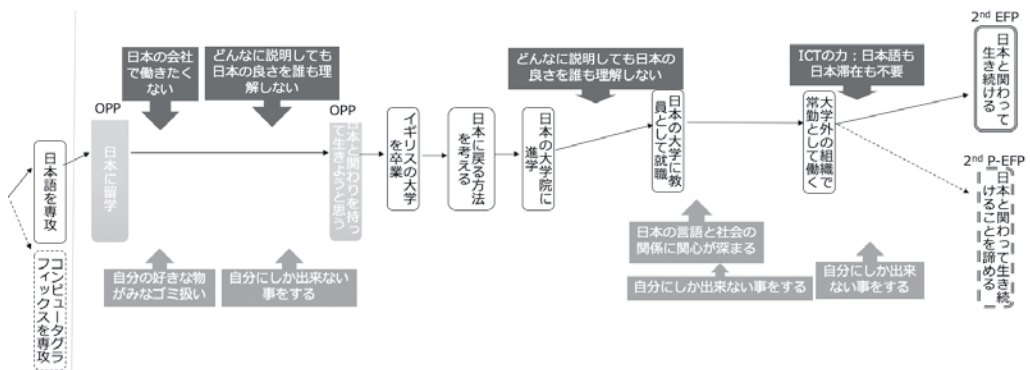 日本語を専攻
コンピュータグラ
フィックスを専攻
OPP
日本に留学
日本の会社
で働きたく
ない
どんなに説明しても
日本の良さを誰も理
解しない
自分の好きな物
がみなゴミ扱い
自分にしか出来ない
事をする
OPP
日本と関わりを持っ
て生きようと思う
イギリスの大学
を卒業
日本に戻る方法
を考える
日本の大学院に
進学
どんなに説明しても日本の
良さを誰も理解しない
日本の大学に教
員として就職
日本の言語と社会の
関係に関心が深まる
自分にしか出来ない事をする
ICTの力：日本語も
日本滞在も不要
大学外の組織で
常勤として働く
自分にしか出来
ない事をする
2nd EFP
日本と関わって
生き続ける
2nd P-EFP
日本と関わって生き続
けることを諦める